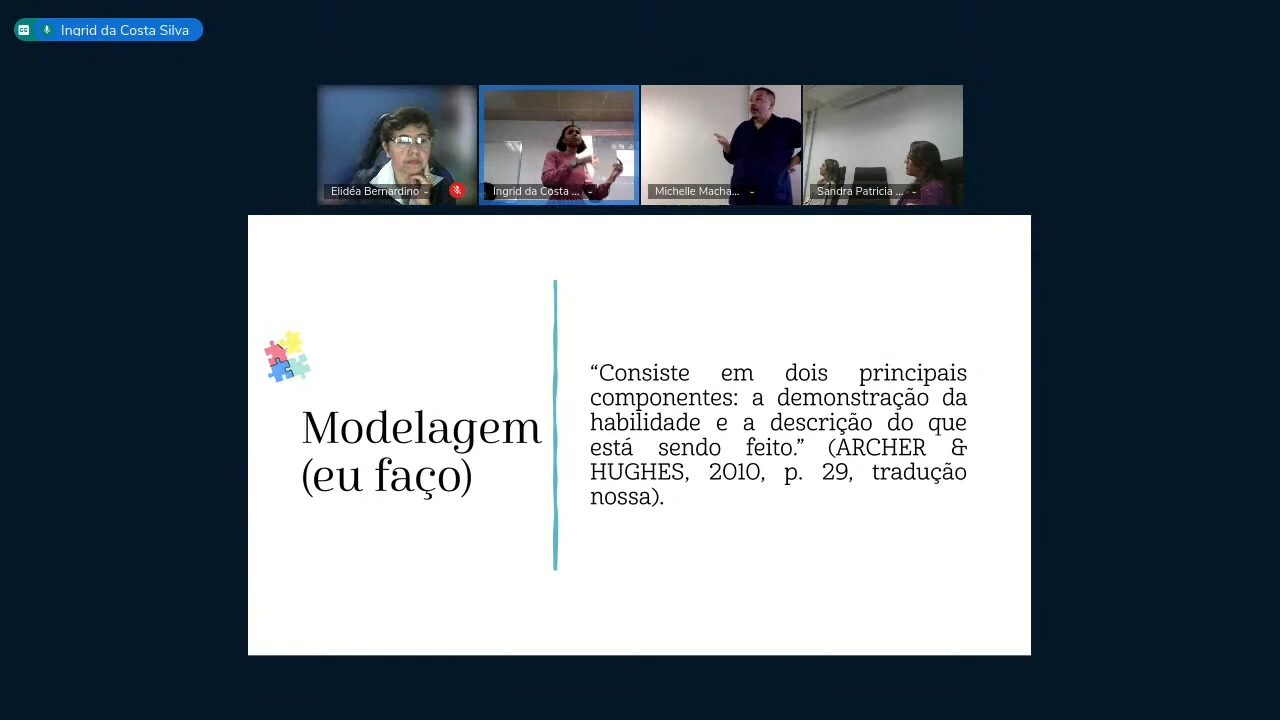 Ingrid da Costa Silva
Elidéa Bernardino
Ingrid da Costa ...
Michelle Macha...
Sandra Patricia ...
Modelagem
(eu faço)
“Consiste em dois principais
componentes: a demonstração da
habilidade e a descrição do que
está sendo feito.” (ARCHER &
HUGHES, 2010, p. 29, tradução
nossa).